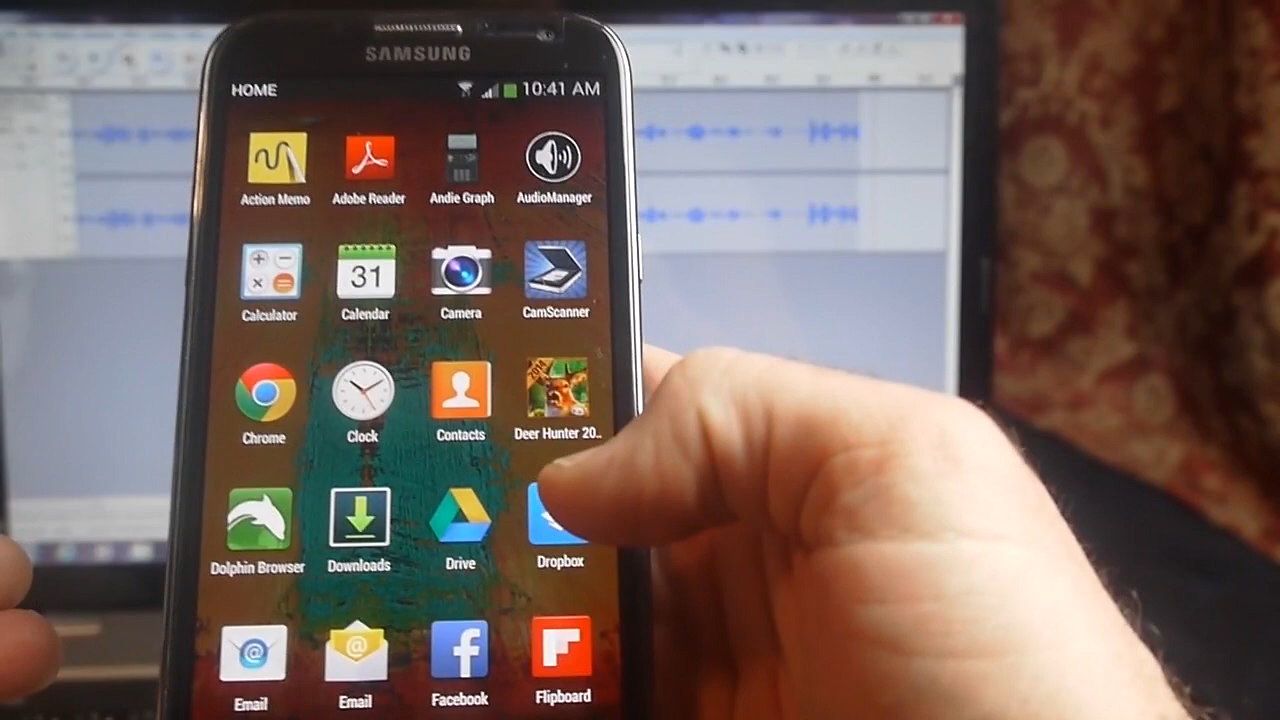 SAMSUNG
HOME 10:41 AM
Action Memo Adobe Reader Andie Graph AudioManager
31
Calculator Calendar Camera CamScanner
2014
Chrome Clock Contacts Deer Hunter 20..
Dolphin Browser Downloads Drive Dropbox
@ @
Email Email Facebook Flipboard